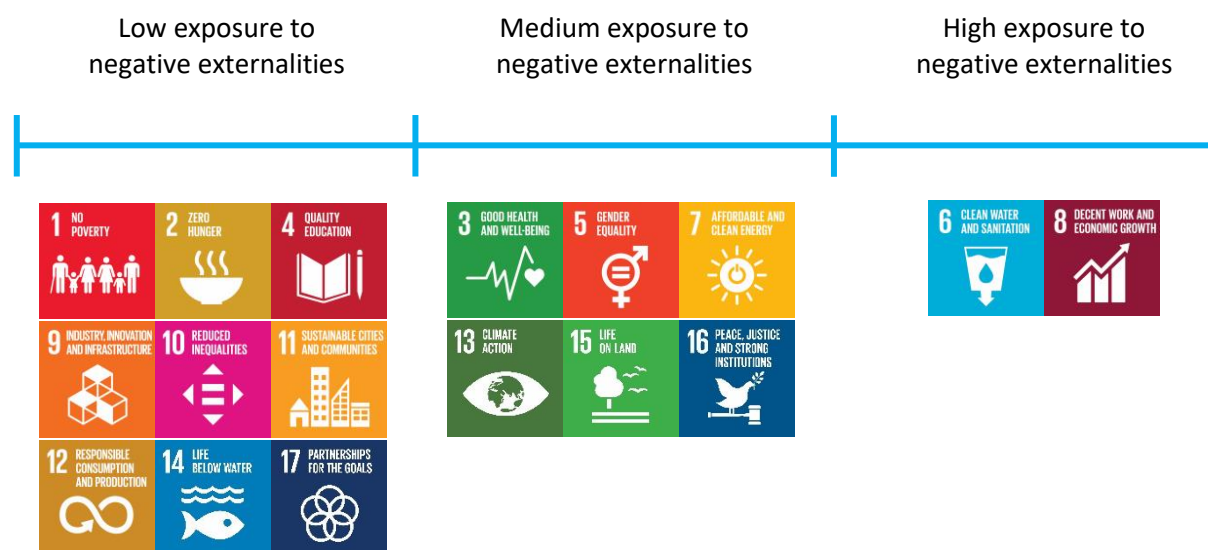 Low exposure to
negative externalities
Medium exposure to
negative externalities
High exposure to
negative externalities
1 NO
POVERTY
2 ZERO
HUNGER
4 QUALITY
EDUCATION
9 INDUSTRY, INNOVATION
AND INFRASTRUCTURE
10 REDUCED
INEQUALITIES
11 SUSTAINABLE CITIES
AND COMMUNITIES
12 RESPONSIBLE
CONSUMPTION
AND PRODUCTION
14 LIFE
BELOW WATER
17 PARTNERSHIPS
FOR THE GOALS
3 GOOD HEALTH
AND WELL-BEING
5 GENDER
EQUALITY
7 AFFORDABLE AND
CLEAN ENERGY
13 CLIMATE
ACTION
15 LIFE
ON LAND
16 PEACE, JUSTICE
AND STRONG
INSTITUTIONS
6 CLEAN WATER
AND SANITATION
8 DECENT WORK AND
ECONOMIC GROWTH